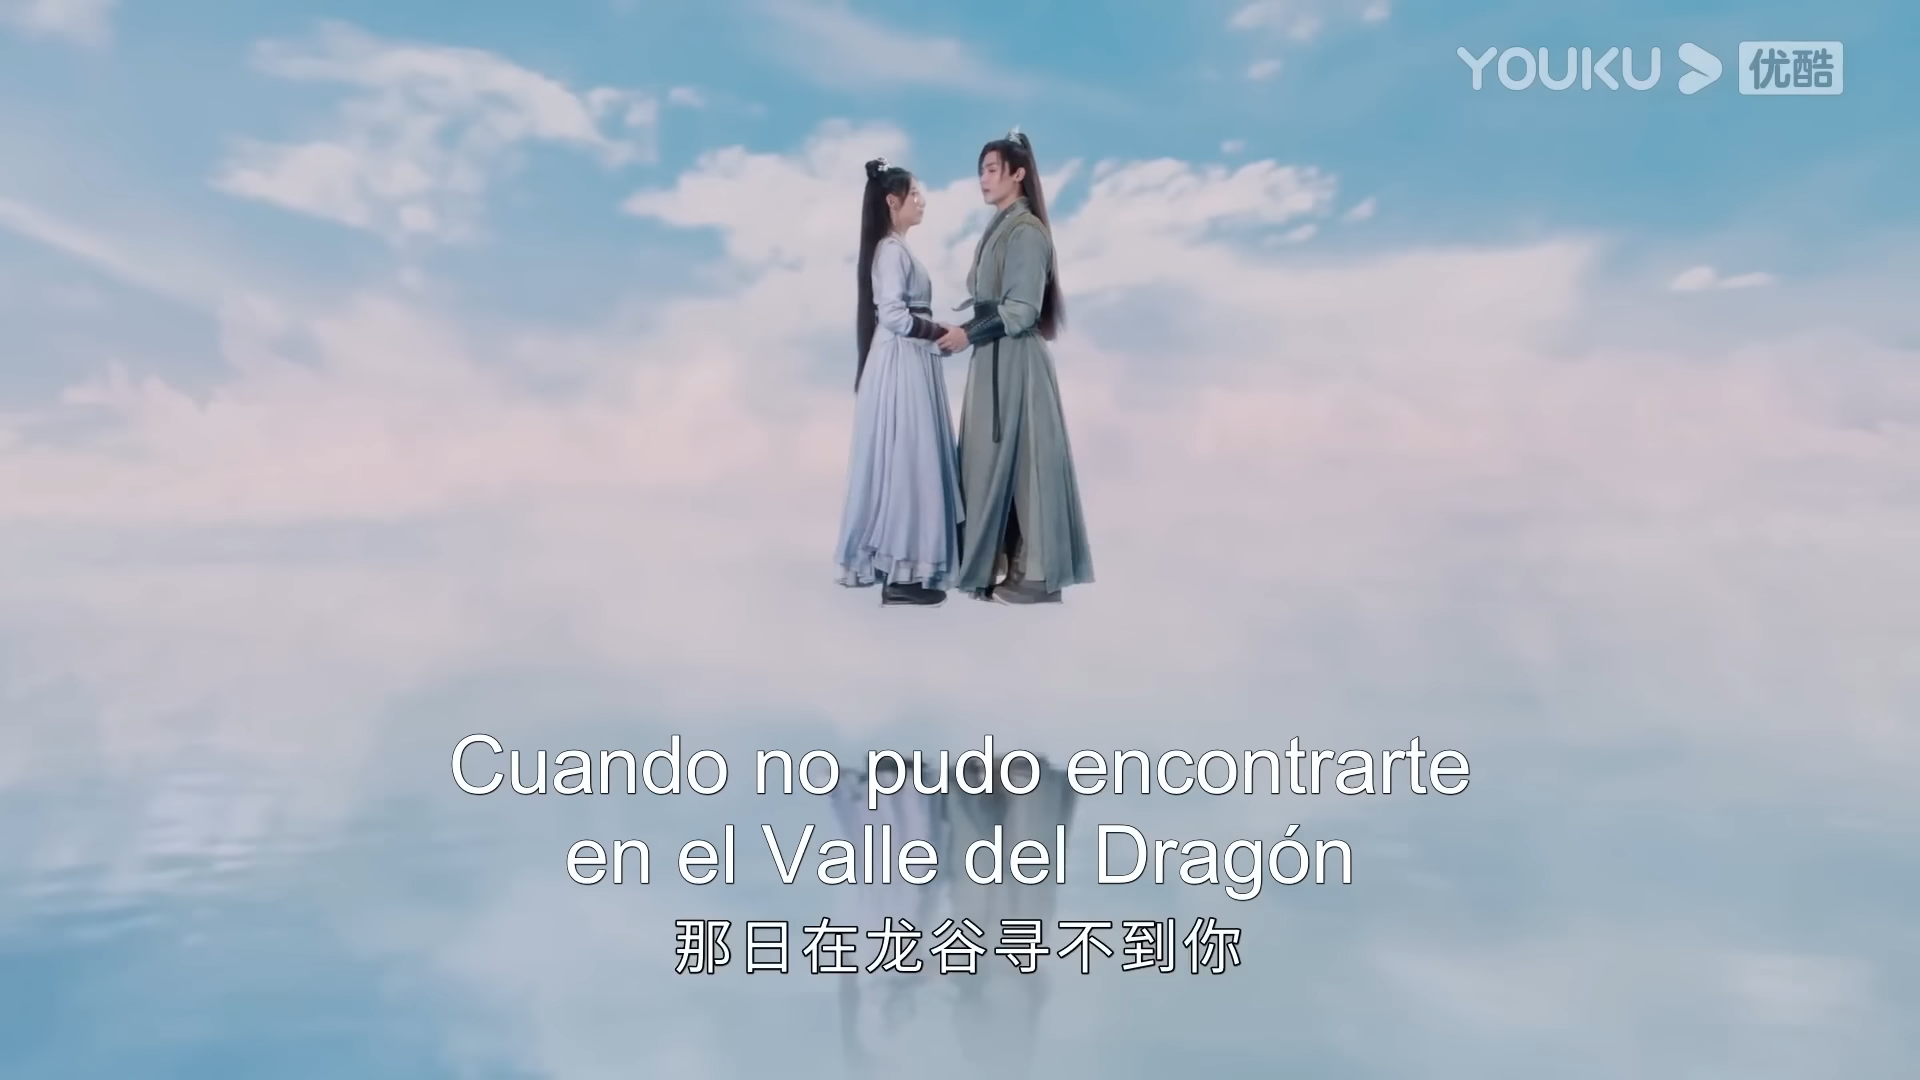 YOUKU 优酷
Cuando no pudo encontrarte
en el Valle del Dragón
那日在龙谷寻不到你